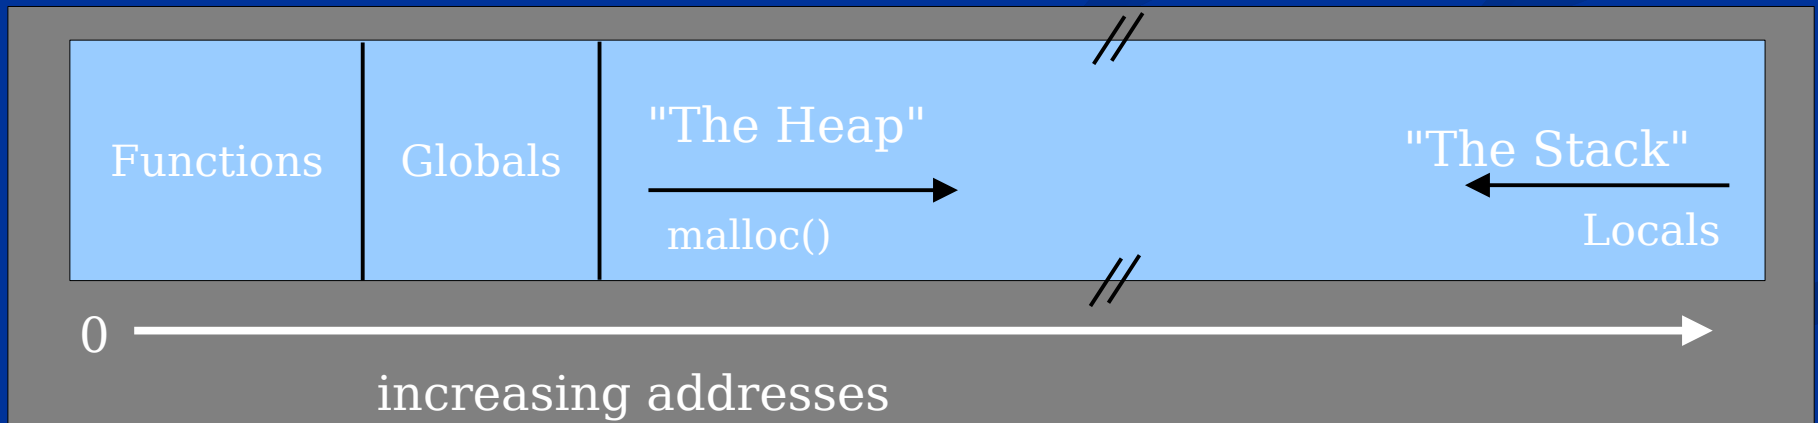 Functions
Globals
"The Heap"
malloc()
"The Stack"
Locals
0
increasing addresses